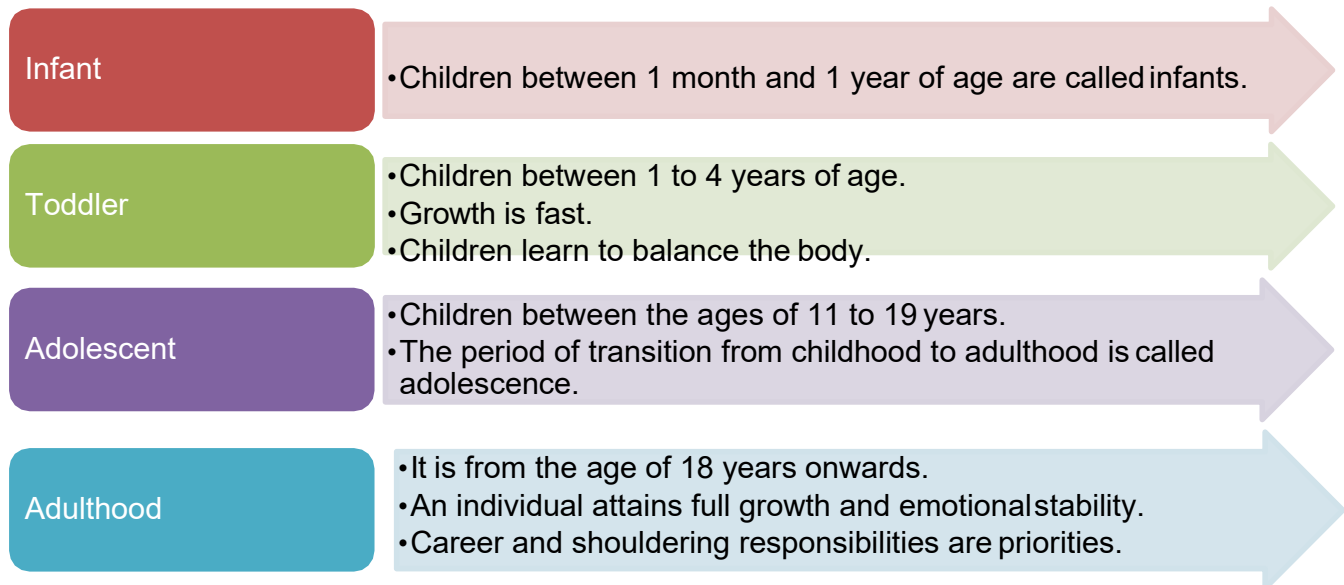 Infant
•Children between 1 month and 1 year of age are called infants.
Toddler
•Children between 1 to 4 years of age.
•Growth is fast.
•Children learn to balance the body.
Adolescent
•Children between the ages of 11 to 19 years.
•The period of transition from childhood to adulthood is called
adolescence.
Adulthood
•It is from the age of 18 years onwards.
•An individual attains full growth and emotional stability.
•Career and shouldering responsibilities are priorities.